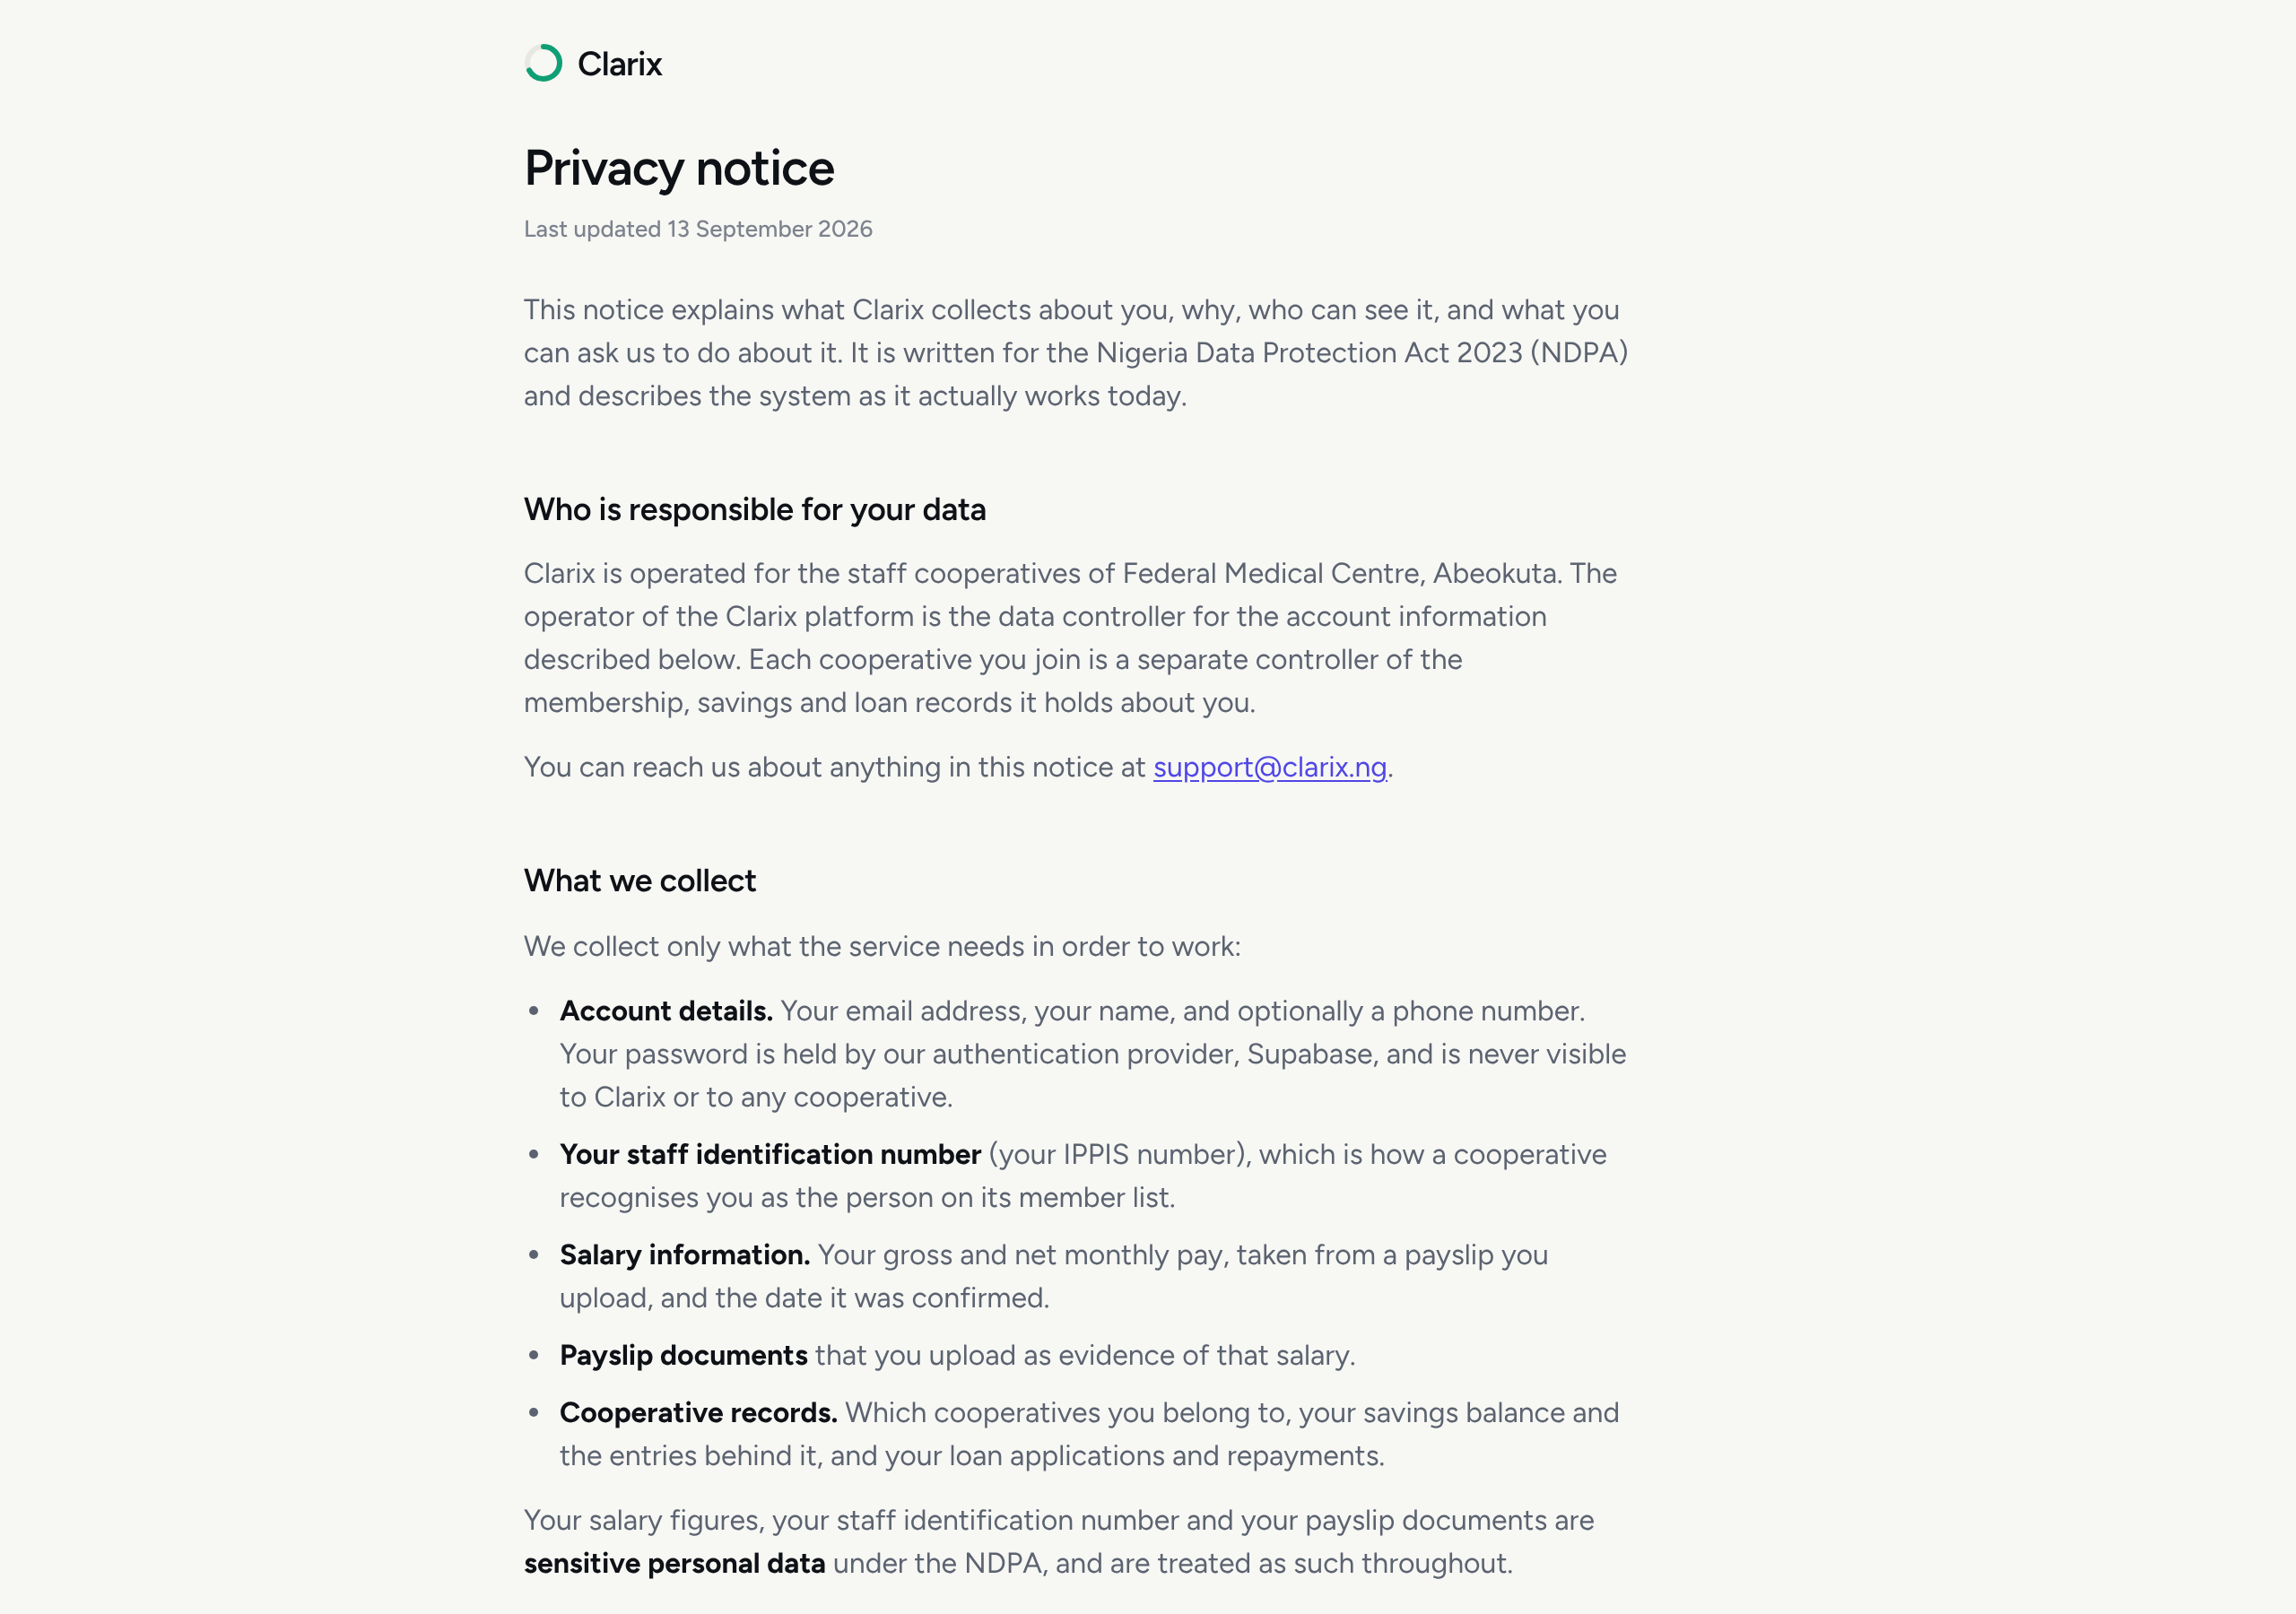 Clarix
Privacy notice
Last updated 13 September 2026
This notice explains what Clarix collects about you, why, who can see it, and what you
can ask us to do about it. It is written for the Nigeria Data Protection Act 2023 (NDPA)
and describes the system as it actually works today.
Who is responsible for your data
Clarix is operated for the staff cooperatives of Federal Medical Centre, Abeokuta. The
operator of the Clarix platform is the data controller for the account information
described below. Each cooperative you join is a separate controller of the
membership, savings and loan records it holds about you.
You can reach us about anything in this notice at support@clarix.ng.
What we collect
We collect only what the service needs in order to work:
• Account details. Your email address, your name, and optionally a phone number.
Your password is held by our authentication provider, Supabase, and is never visible
to Clarix or to any cooperative.
• Your staff identification number (your IPPIS number), which is how a cooperative
recognises you as the person on its member list.
• Salary information. Your gross and net monthly pay, taken from a payslip you
upload, and the date it was confirmed.
• Payslip documents that you upload as evidence of that salary.
• Cooperative records. Which cooperatives you belong to, your savings balance and
the entries behind it, and your loan applications and repayments.
Your salary figures, your staff identification number and your payslip documents are
sensitive personal data under the NDPA, and are treated as such throughout.